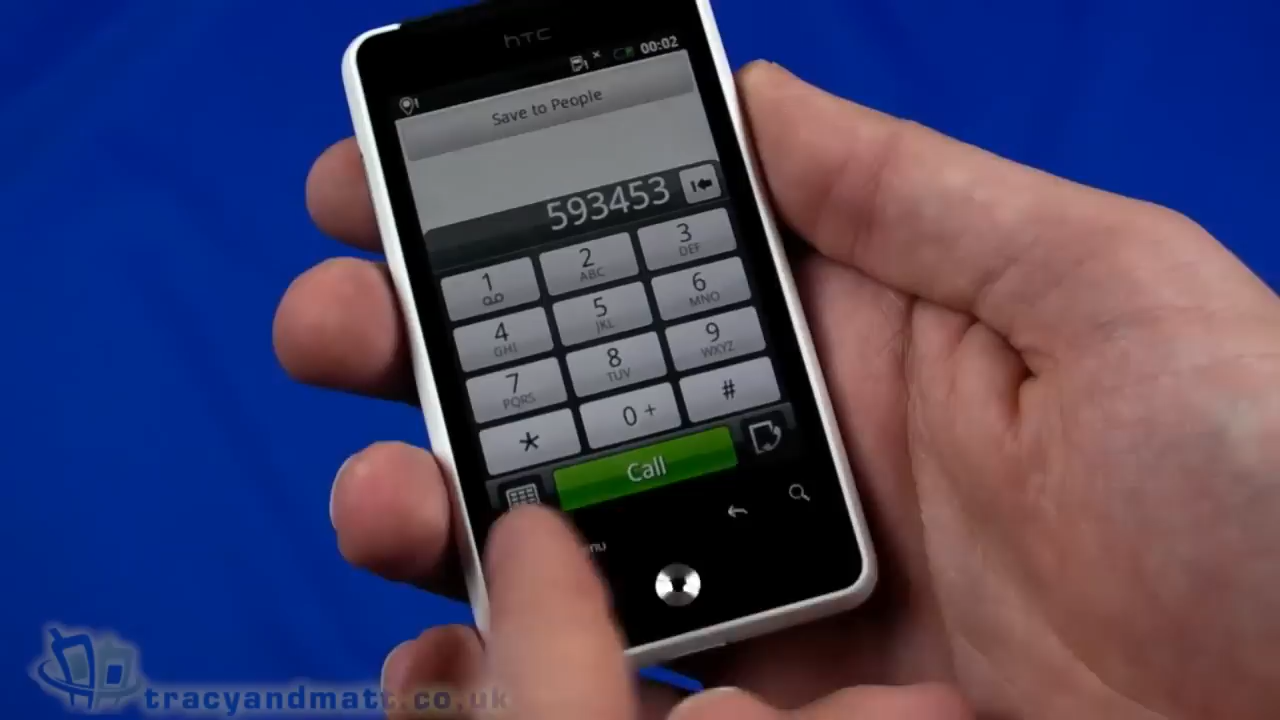 hTC
00:02
Save to People
593453
1 2 ABC 3 DEF
4 GHI 5 JKL 6 MNO
7 PQRS 8 TUV 9 WXYZ
* 0 + #
Call
nu
tracyandmatt.co.uk